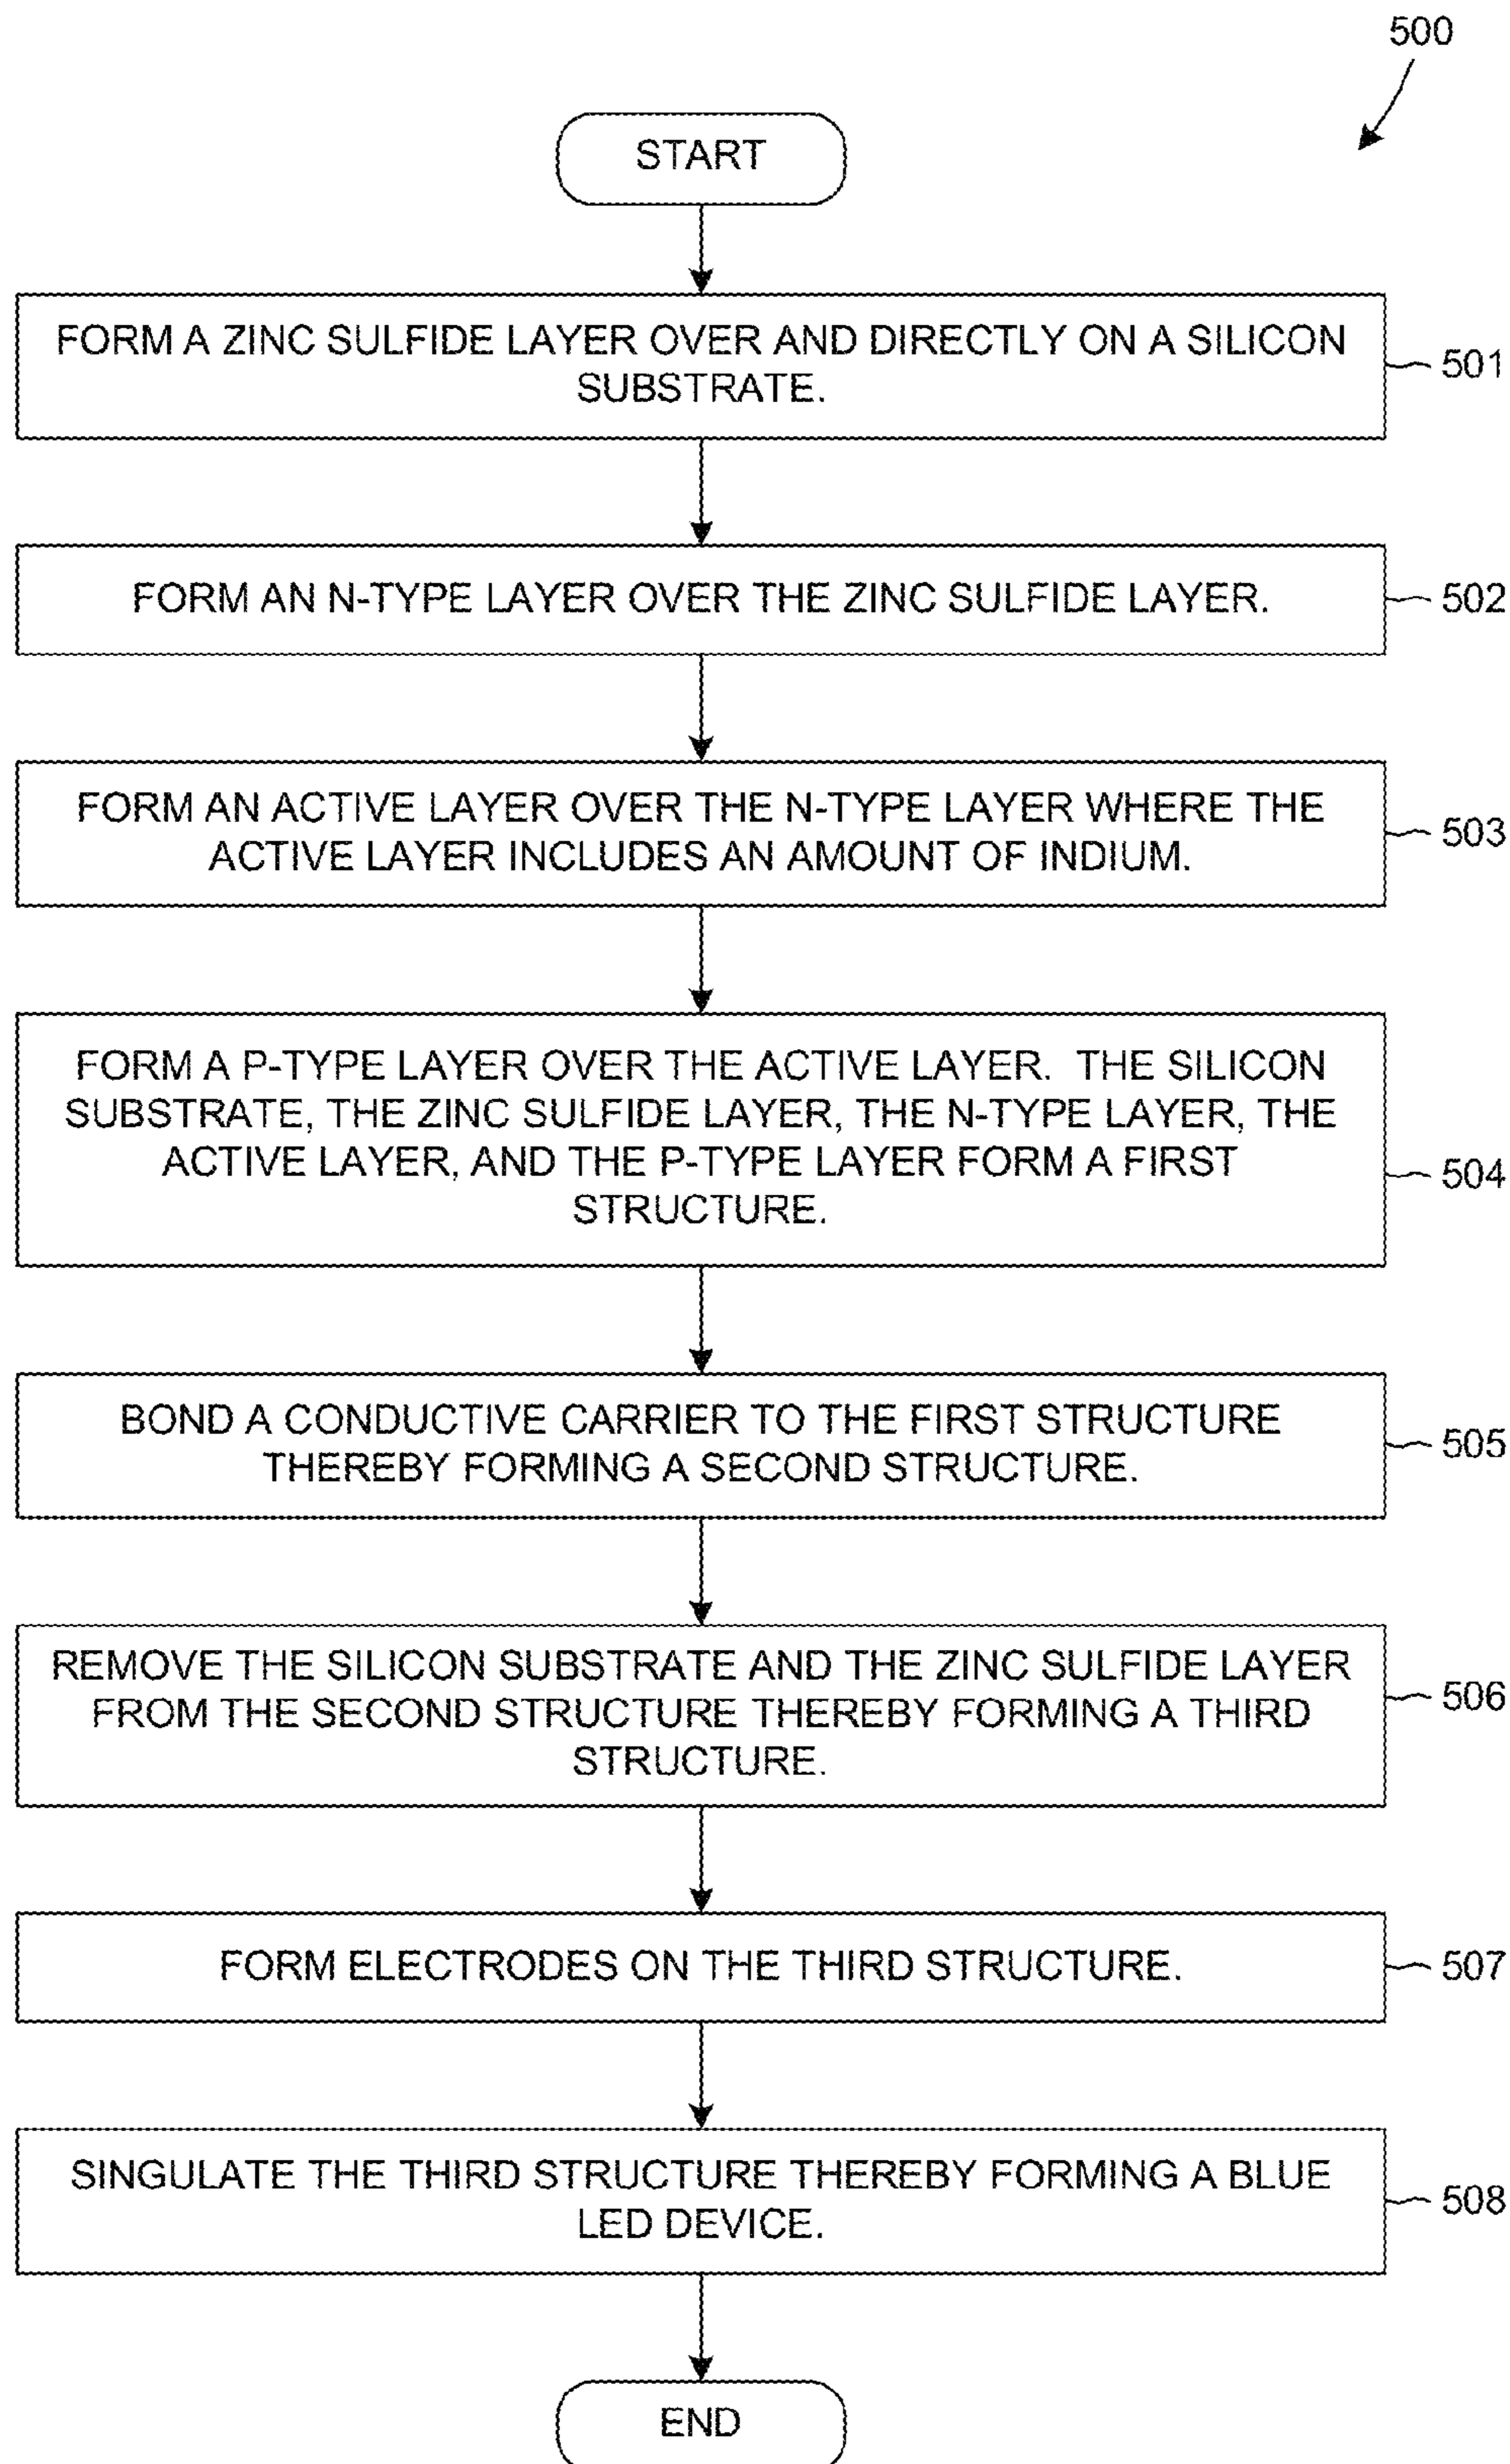 500
START
FORM A ZINC SULFIDE LAYER OVER AND DIRECTLY ON A SILICON
SUBSTRATE.
501
FORM AN N-TYPE LAYER OVER THE ZINC SULFIDE LAYER.
502
FORM AN ACTIVE LAYER OVER THE N-TYPE LAYER WHERE THE
ACTIVE LAYER INCLUDES AN AMOUNT OF INDIUM.
503
FORM A P-TYPE LAYER OVER THE ACTIVE LAYER. THE SILICON
SUBSTRATE, THE ZINC SULFIDE LAYER, THE N-TYPE LAYER, THE
ACTIVE LAYER, AND THE P-TYPE LAYER FORM A FIRST
STRUCTURE.
504
BOND A CONDUCTIVE CARRIER TO THE FIRST STRUCTURE
THEREBY FORMING A SECOND STRUCTURE.
505
REMOVE THE SILICON SUBSTRATE AND THE ZINC SULFIDE LAYER
FROM THE SECOND STRUCTURE THEREBY FORMING A THIRD
STRUCTURE.
506
FORM ELECTRODES ON THE THIRD STRUCTURE.
507
SINGULATE THE THIRD STRUCTURE THEREBY FORMING A BLUE
LED DEVICE.
508
END